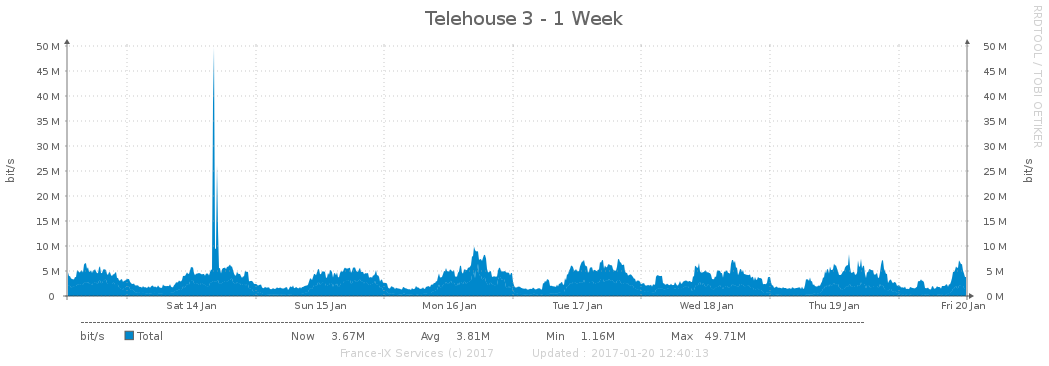 Telehouse 3 - 1 Week
RRDTOOL / TOBI OETIKER
50 M 50 M
45 M 45 M
40 M 40 M
35 M 35 M
30 M 30 M
25 M 25 M
20 M 20 M
15 M 15 M
10 M 10 M
5 M 5 M
0 0 M
bit/s
bit/s
Sat 14 Jan Sun 15 Jan Mon 16 Jan Tue 17 Jan Wed 18 Jan Thu 19 Jan Fri 20 Jan
bit/s Total Now 3.67M Avg 3.81M Min 1.16M Max 49.71M
France-IX Services (c) 2017 Updated : 2017-01-20 12:40:13